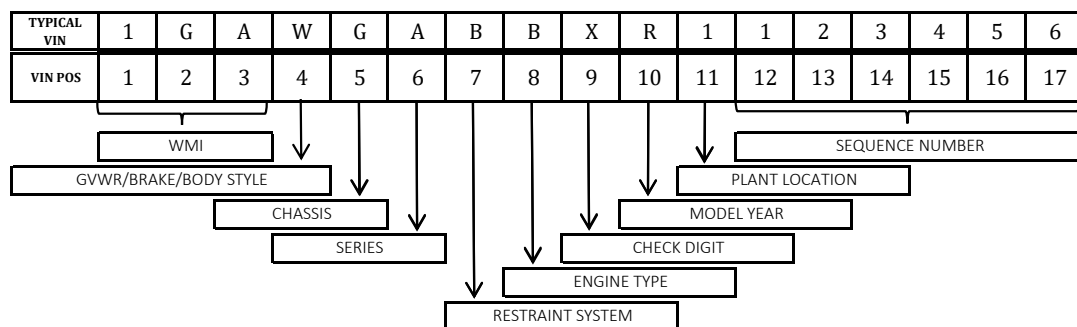 TYPICAL VIN 1 G A W G A B B X R 1 1 2 3 4 5 6
VIN POS 1 2 3 4 5 6 7 8 9 10 11 12 13 14 15 16 17
WMI SEQUENCE NUMBER
GVWR/BRAKE/BODY STYLE PLANT LOCATION
CHASSIS MODEL YEAR
SERIES CHECK DIGIT
ENGINE TYPE
RESTRAINT SYSTEM